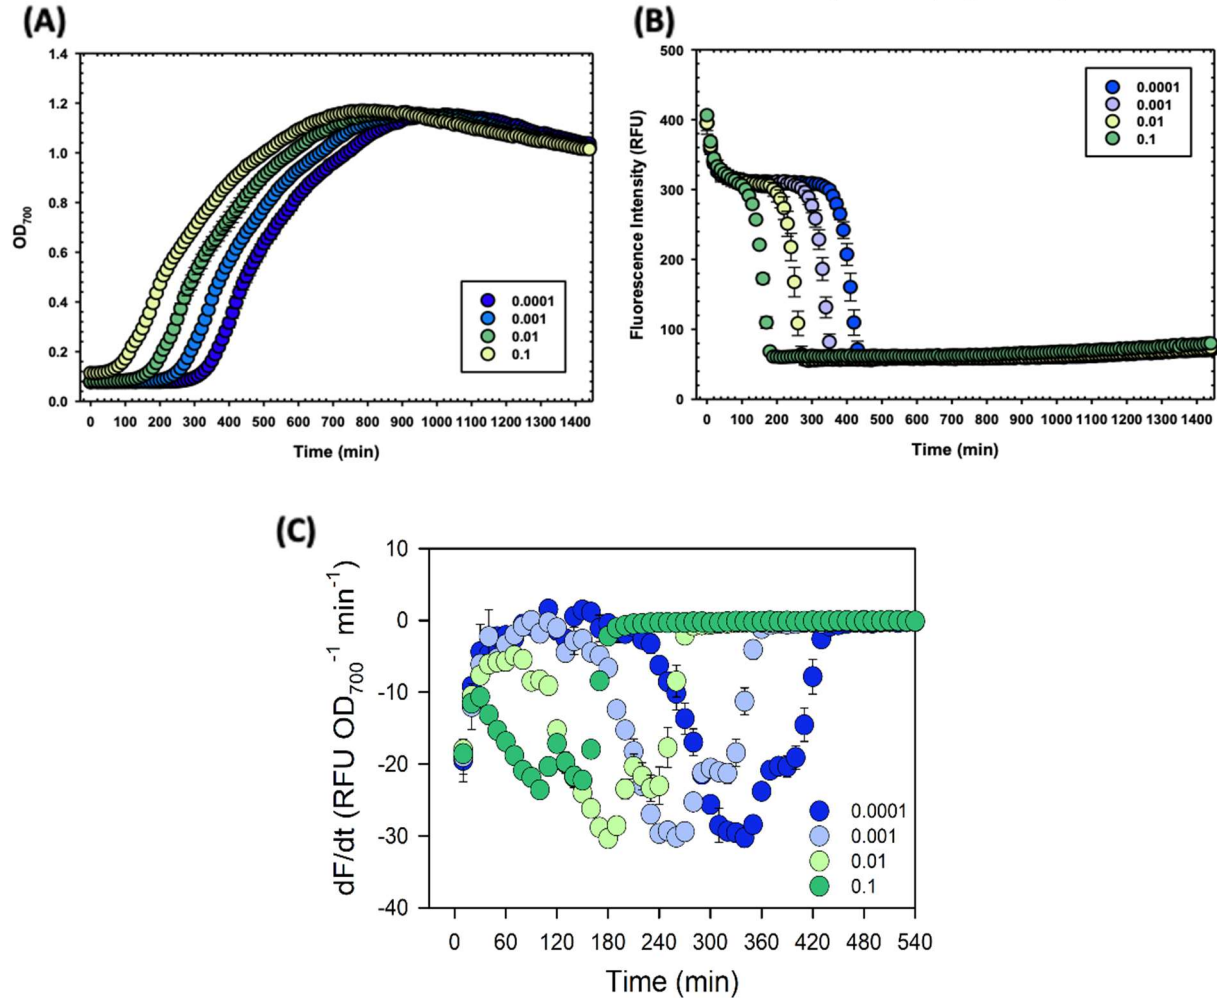 (A)
1.4
1.2
1.0
0.8
0.6
0.4
0.2
0.0
OD700
0.0001
0.001
0.01
0.1
0 100 200 300 400 500 600 700 800 900 1000 1100 1200 1300 1400
Time (min)
(B)
500
400
300
200
100
0
Fluorescence Intensity (RFU)
0.0001
0.001
0.01
0.1
0 100 200 300 400 500 600 700 800 900 1000 1100 1200 1300 1400
Time (min)
(C)
10
0
-10
-20
-30
-40
dF/dt (RFU OD700-1 min-1)
0.0001
0.001
0.01
0.1
0 60 120 180 240 300 360 420 480 540
Time (min)